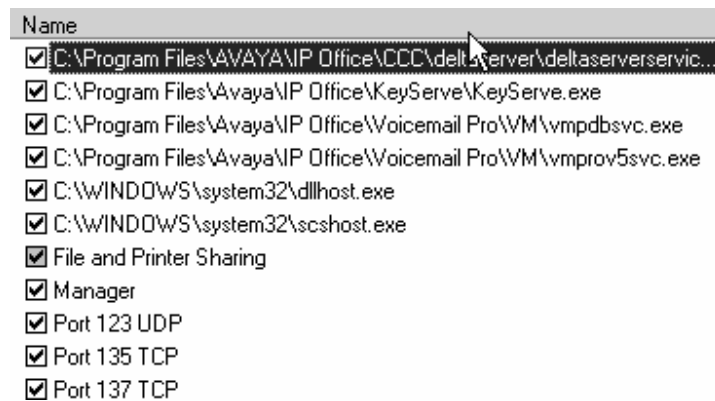 Name
C:\Program Files\AVAYA\IP Office\CCC\deltaserver\deltaserverservic...
C:\Program Files\Avaya\IP Office\KeyServe\KeyServe.exe
C:\Program Files\Avaya\IP Office\Voicemail Pro\VM\vmpdbsvc.exe
C:\Program Files\Avaya\IP Office\Voicemail Pro\VM\vmprov5svc.exe
C:\WINDOWS\system32\dllhost.exe
C:\WINDOWS\system32\scshost.exe
File and Printer Sharing
Manager
Port 123 UDP
Port 135 TCP
Port 137 TCP